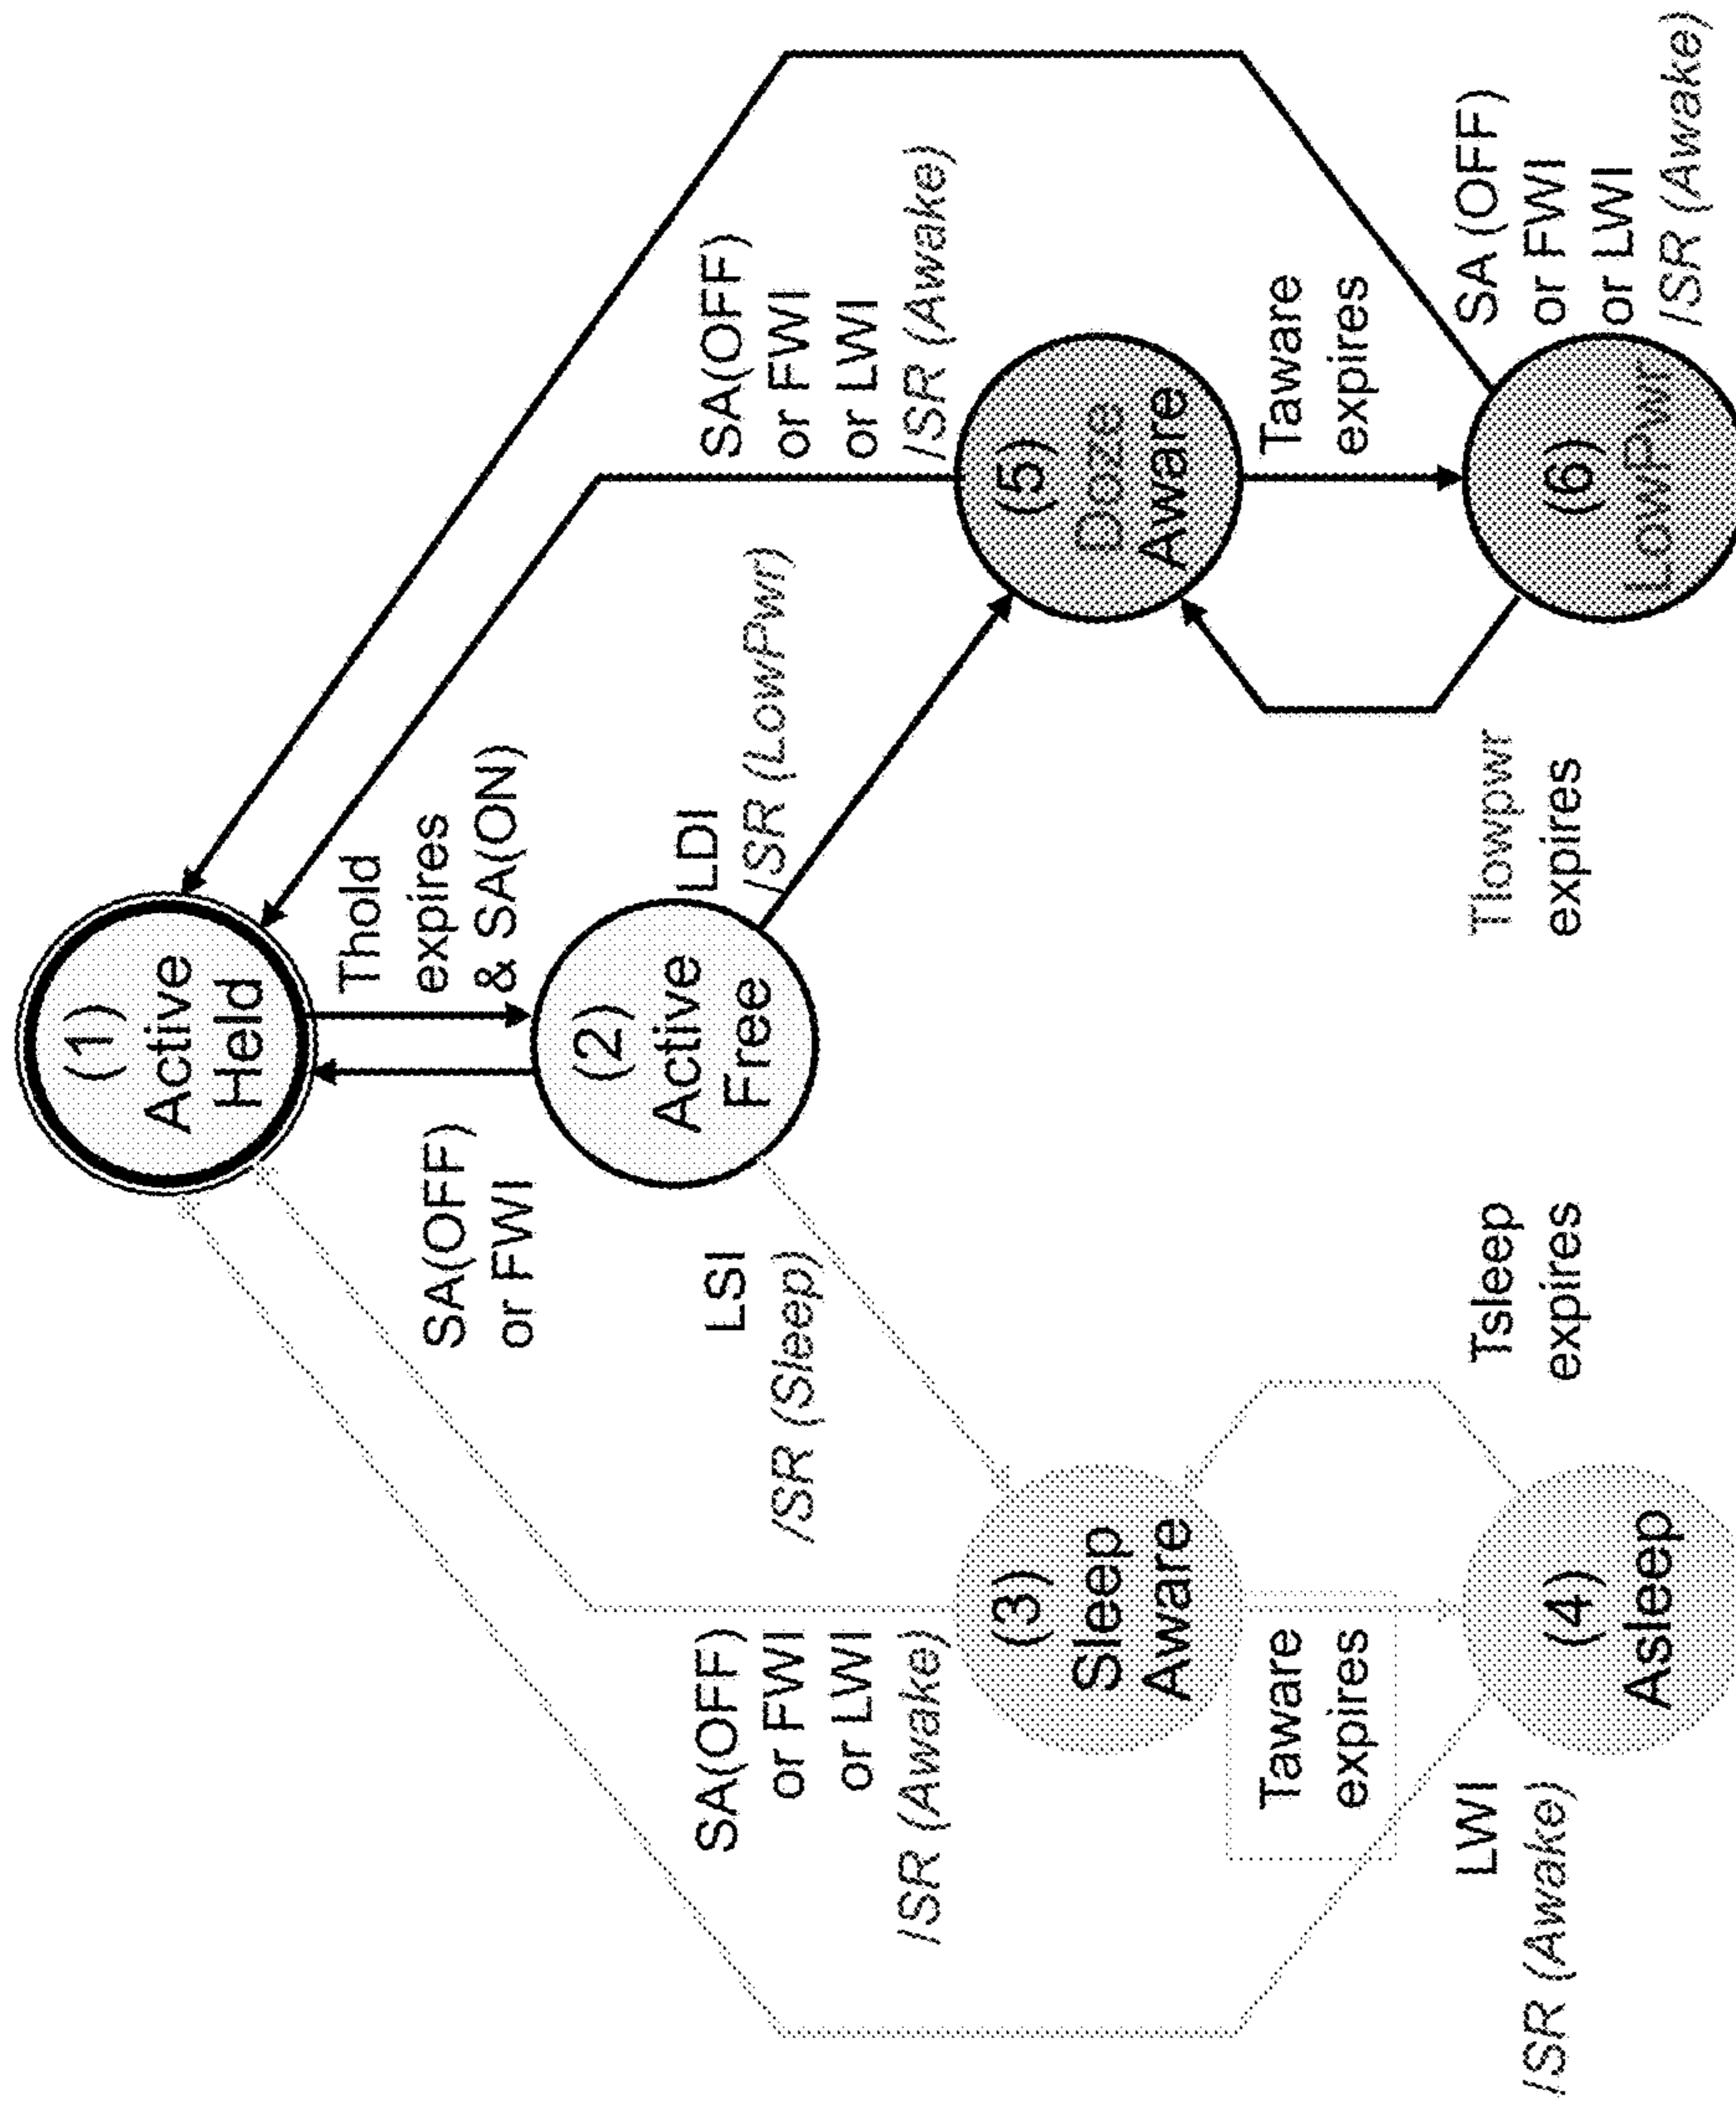 (1)
Active
Held
SA(OFF)
or FWI
Thold
expires
& SA(ON)
(2)
Active
Free
LSI
/SR (Sleep)
LDI
/SR (LowPwr)
SA(OFF)
or FWI
or LWI
/SR (Awake)
SA(OFF)
or FWI
or LWI
/SR (Awake)
(3)
Sleep
Aware
(5)
Doze
Aware
Taware
expires
Taware
expires
LWI
/SR (Awake)
(4)
Asleep
Tsleep
expires
Tlowpwr
expires
(6)
LowPwr
SA (OFF)
or FWI
or LWI
/SR (Awake)